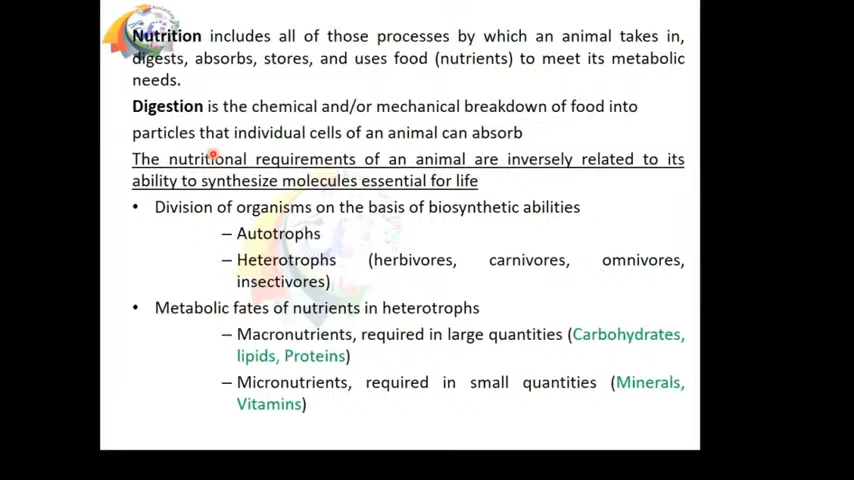 Nutrition includes all of those processes by which an animal takes in,
digests, absorbs, stores, and uses food (nutrients) to meet its metabolic
needs.
Digestion is the chemical and/or mechanical breakdown of food into
particles that individual cells of an animal can absorb
The nutritional requirements of an animal are inversely related to its
ability to synthesize molecules essential for life
• Division of organisms on the basis of biosynthetic abilities
– Autotrophs
– Heterotrophs (herbivores, carnivores, omnivores,
insectivores)
• Metabolic fates of nutrients in heterotrophs
– Macronutrients, required in large quantities (Carbohydrates,
lipids, Proteins)
– Micronutrients, required in small quantities (Minerals,
Vitamins)